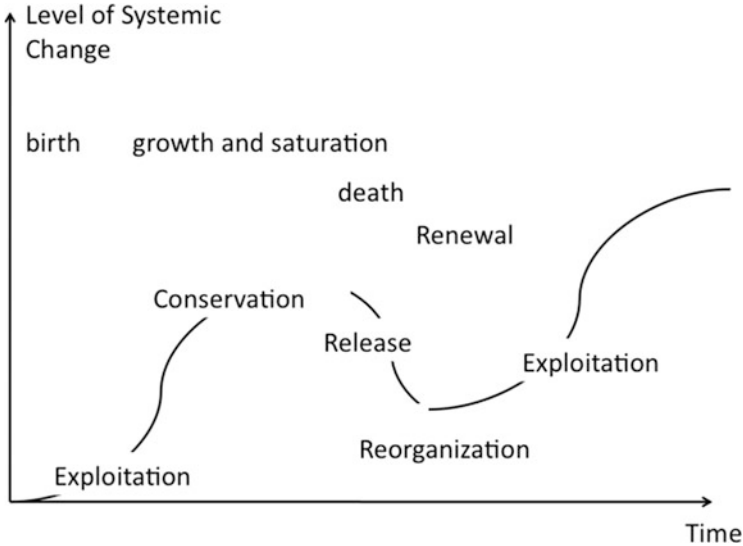 Level of Systemic
Change
birth
growth and saturation
death
Renewal
Conservation
Release
Exploitation
Reorganization
Exploitation
Time